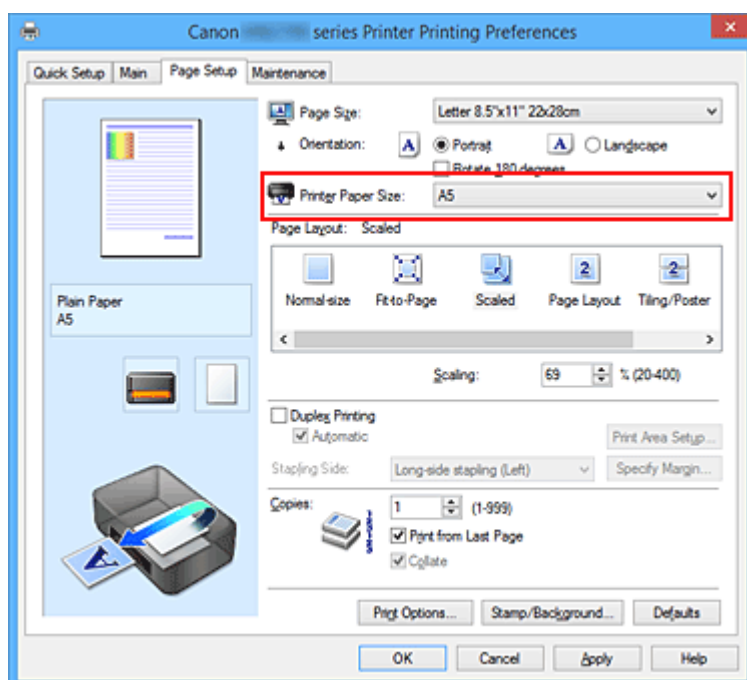 Canon series Printer Printing Preferences
Quick Setup Main Page Setup Maintenance
Page Size: Letter 8.5"x11" 22x28cm
Orientation: A Portrait A Landscape
Rotate 180 degrees
Printer Paper Size: A5
Page Layout: Scaled
2 2
Normal-size Fit-to-Page Scaled Page Layout Tiling/Poster
Plain Paper
A5
Scaling: 69 % (20-400)
Duplex Printing
Automatic
Print Area Setup...
Stapling Side: Long-side stapling (Left) Specify Margin...
Copies: 1 (1-999)
Print from Last Page
Collate
A
Print Options... Stamp/Background... Defaults
OK Cancel Apply Help